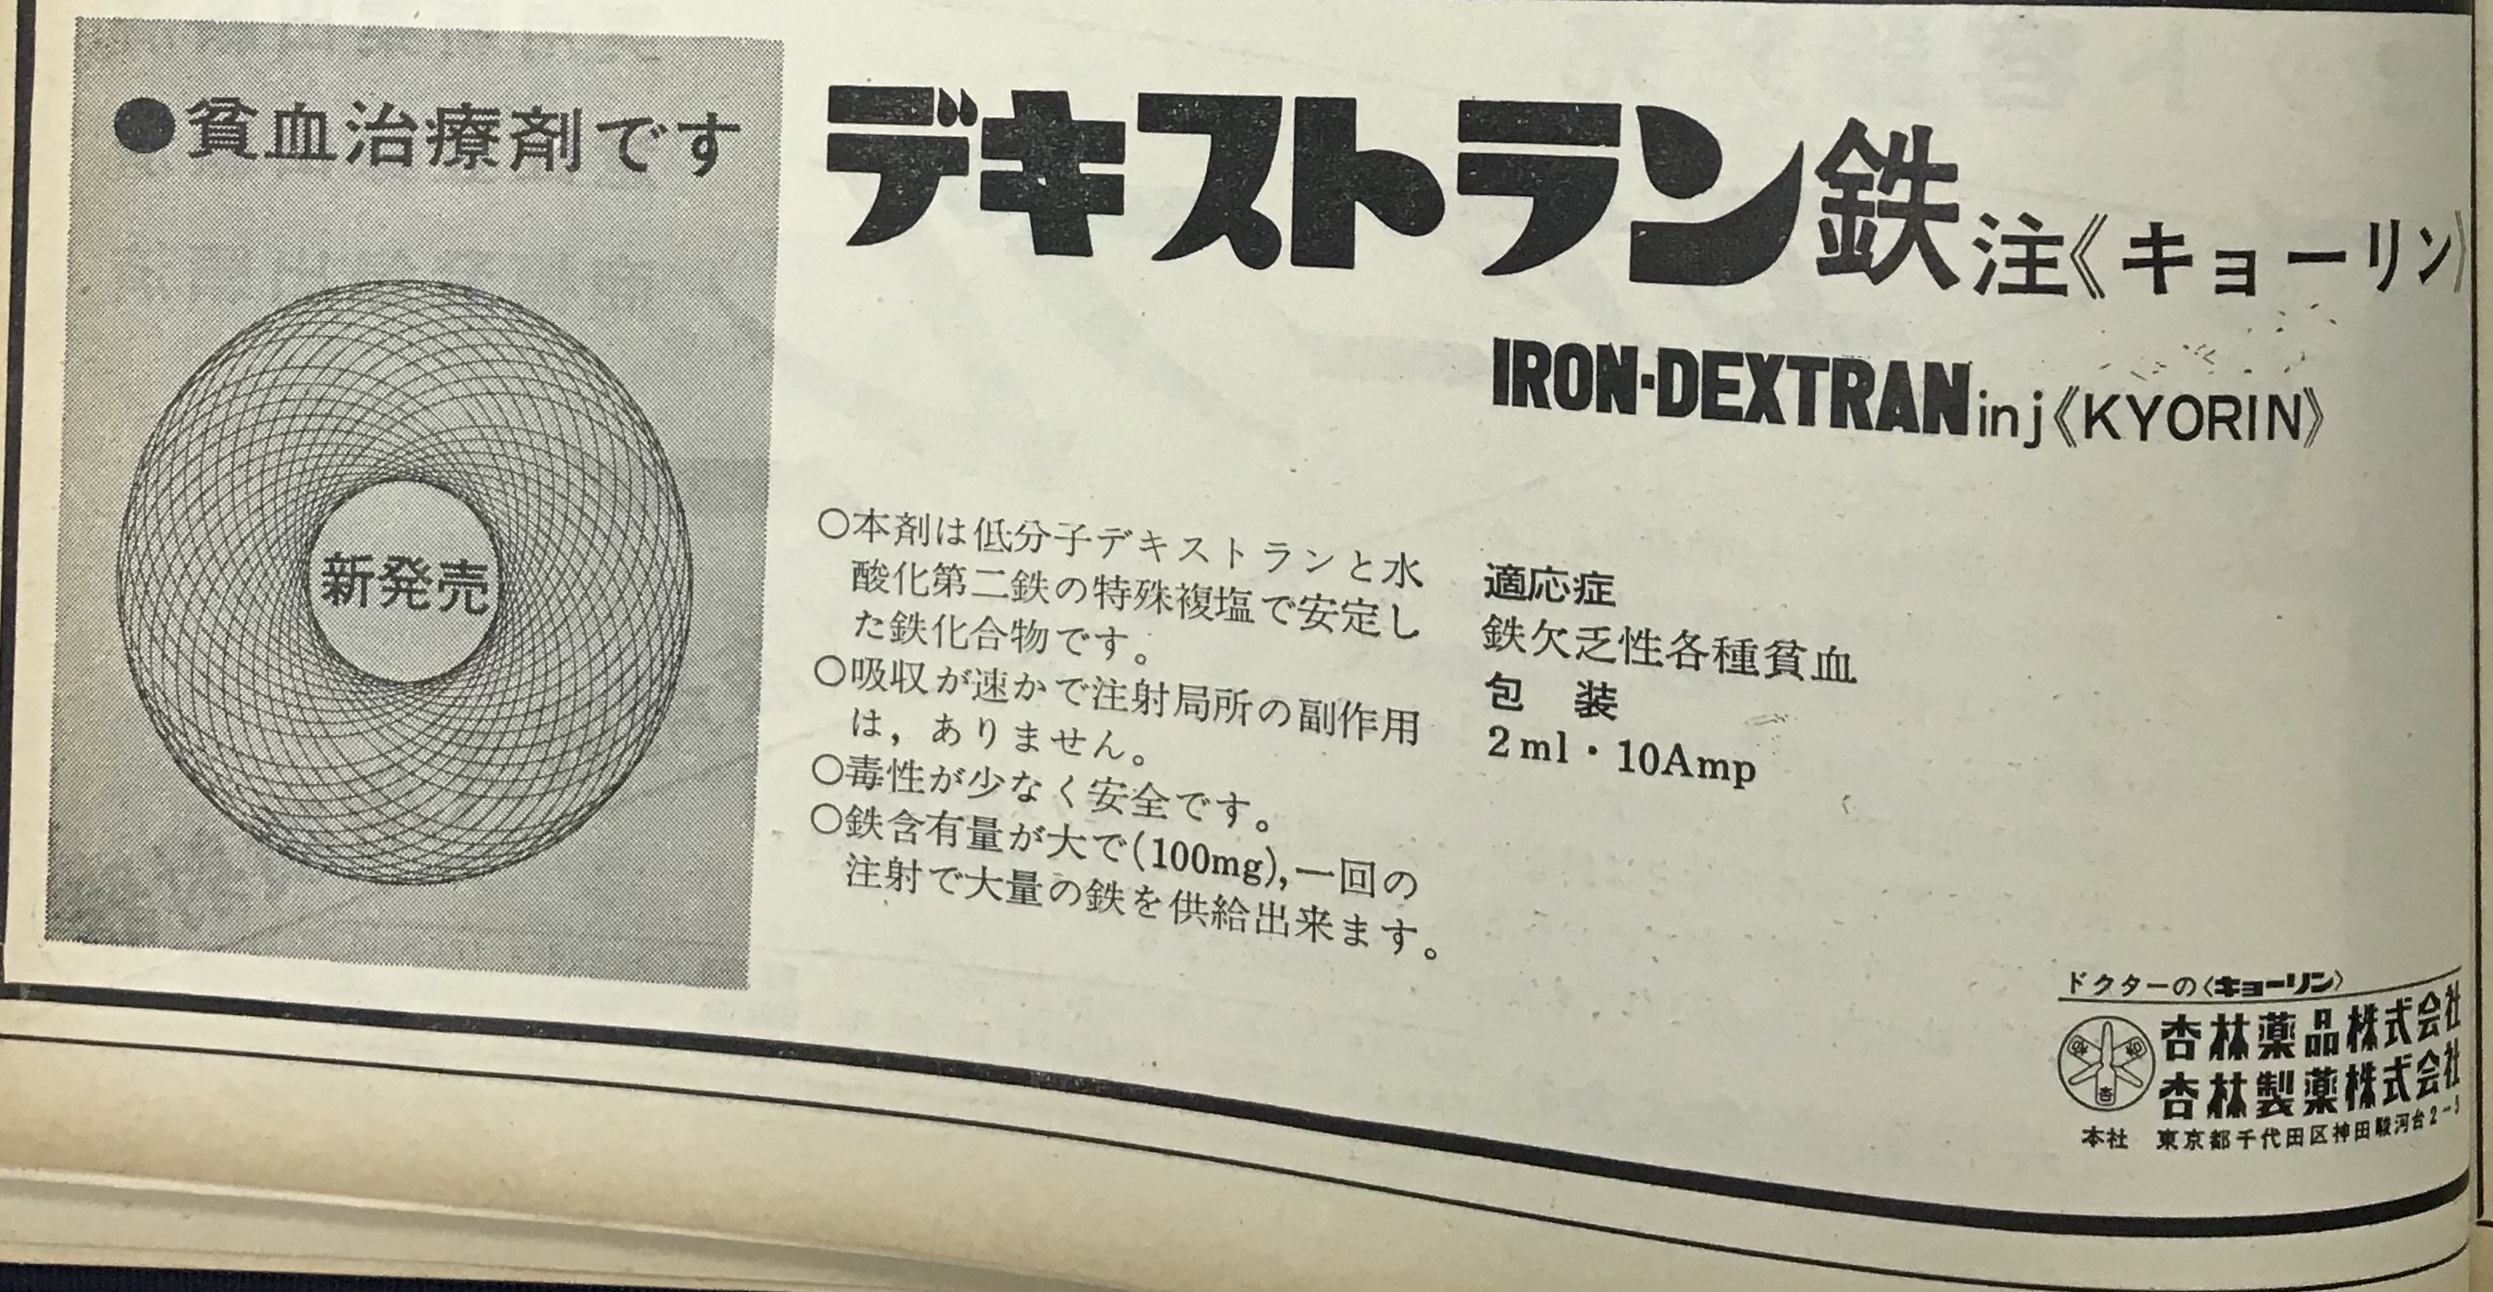 ●貧血治療剤です
新発売
デキストラン鉄注《キョーリン》
IRON-DEXTRAN inj《KYORIN》
○本剤は低分子デキストランと水
酸化第二鉄の特殊複塩で安定し
た鉄化合物です。
○吸収が速かで注射局所の副作用
は，ありません。
○毒性が少なく安全です。
○鉄含有量が大で(100mg),一回の
注射で大量の鉄を供給出来ます。
適応症
鉄欠乏性各種貧血
包　装
2ml・10Amp
ドクターの〈キョーリン〉
杏林薬品株式会社
杏林製薬株式会社
杏
本社　東京都千代田区神田駿河台2-5